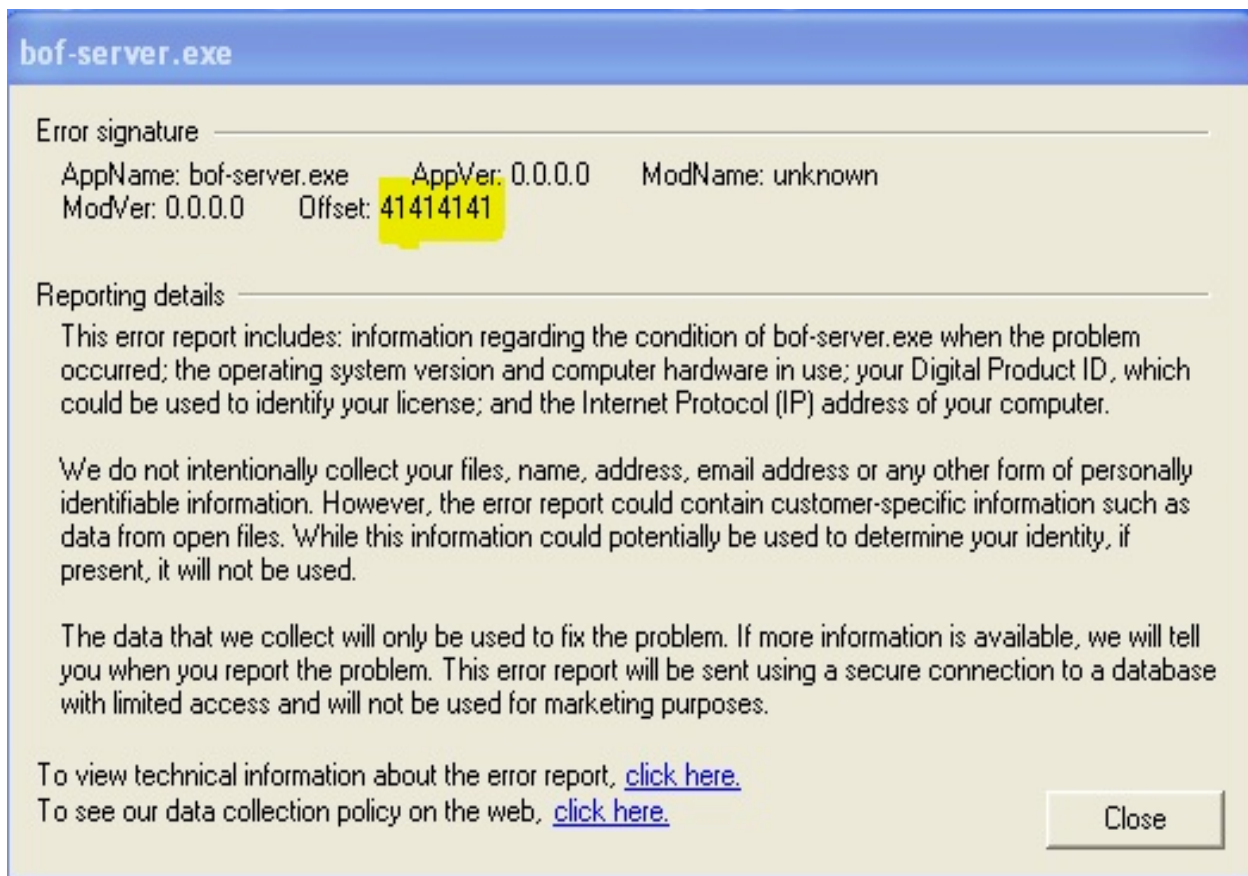 bof-server.exe
Error signature
AppName: bof-server.exe AppVer: 0.0.0.0 ModName: unknown
ModVer: 0.0.0.0 Offset: 41414141
Reporting details
This error report includes: information regarding the condition of bof-server.exe when the problem
occurred; the operating system version and computer hardware in use; your Digital Product ID, which
could be used to identify your license; and the Internet Protocol (IP) address of your computer.
We do not intentionally collect your files, name, address, email address or any other form of personally
identifiable information. However, the error report could contain customer-specific information such as
data from open files. While this information could potentially be used to determine your identity, if
present, it will not be used.
The data that we collect will only be used to fix the problem. If more information is available, we will tell
you when you report the problem. This error report will be sent using a secure connection to a database
with limited access and will not be used for marketing purposes.
To view technical information about the error report, click here.
To see our data collection policy on the web, click here.
Close